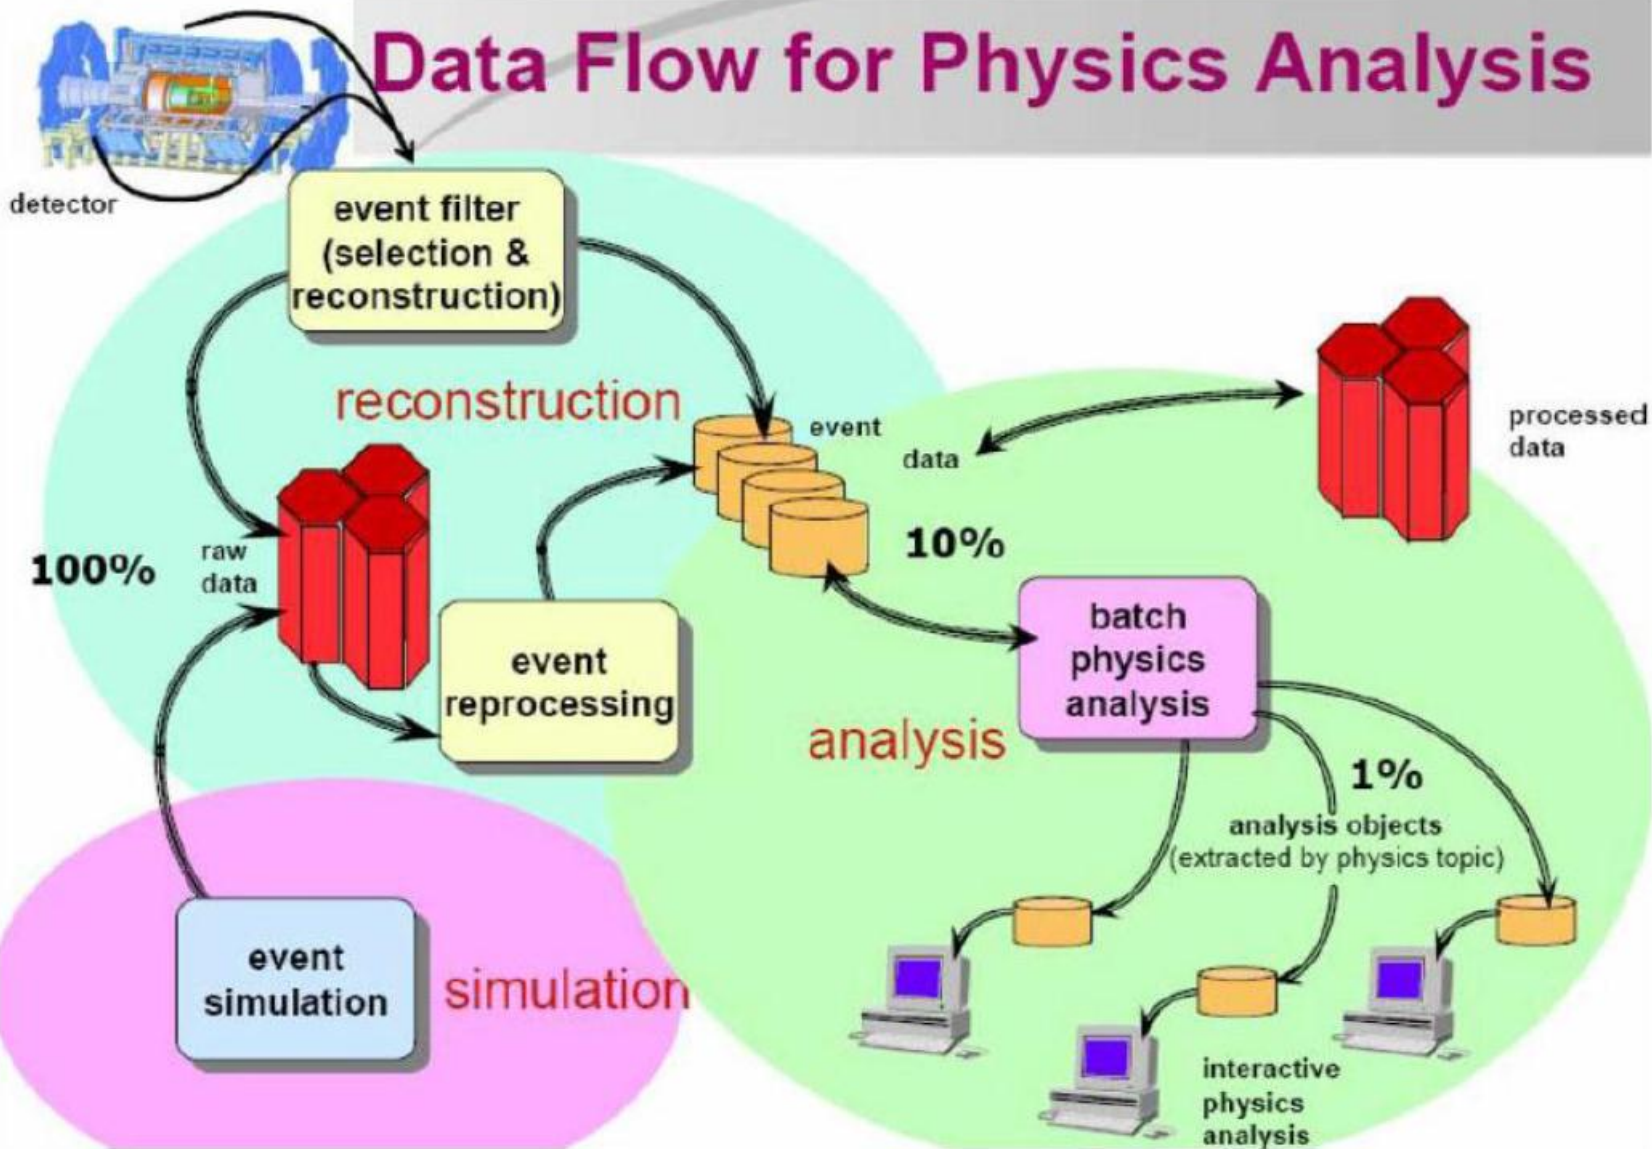 Data Flow for Physics Analysis
detector
event filter
(selection &
reconstruction)
reconstruction
event
data
processed
data
100%
raw
data
10%
event
reprocessing
batch
physics
analysis
analysis
1%
analysis objects
(extracted by physics topic)
event
simulation
simulation
interactive
physics
analysis